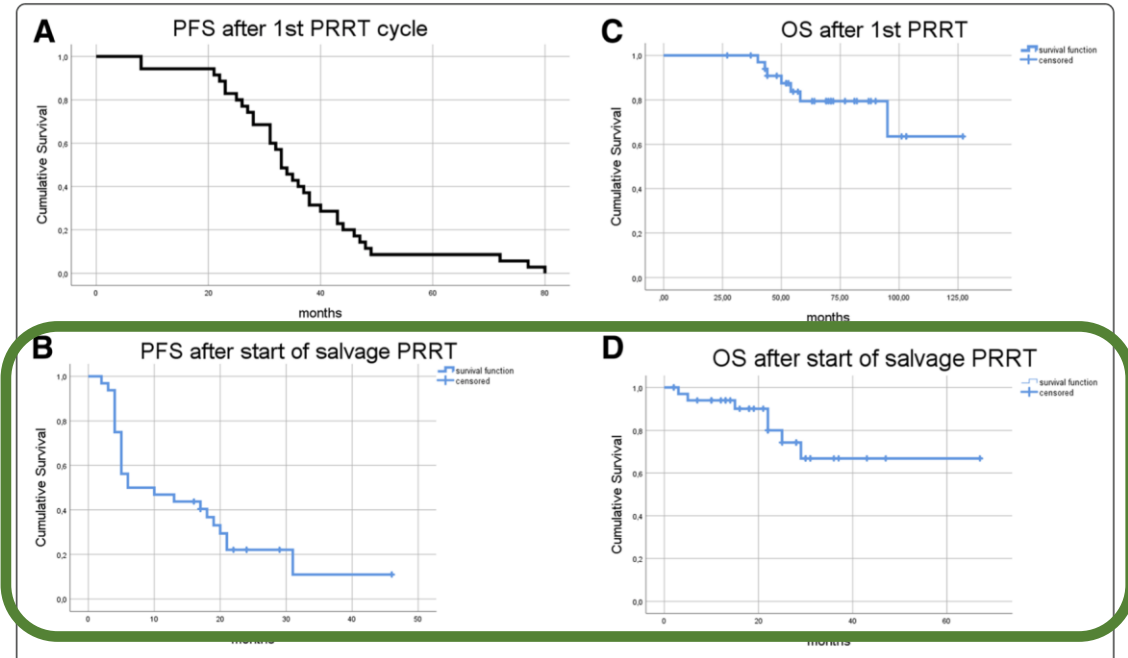 A
PFS after 1st PRRT cycle
1,0
0,8
0,6
0,4
0,2
0,0
Cumulative Survival
0 20 40 60 80
months
C
OS after 1st PRRT
survival function
censored
1,0
0,8
0,6
0,4
0,2
0,0
Cumulative Survival
,00 25,00 50,00 75,00 100,00 125,00
months
B
PFS after start of salvage PRRT
survival function
censored
1,0
0,8
0,6
0,4
0,2
0,0
Cumulative Survival
0 10 20 30 40 50
months
D
OS after start of salvage PRRT
survival function
censored
1,0
0,8
0,6
0,4
0,2
0,0
Cumulative Survival
0 20 40 60
months